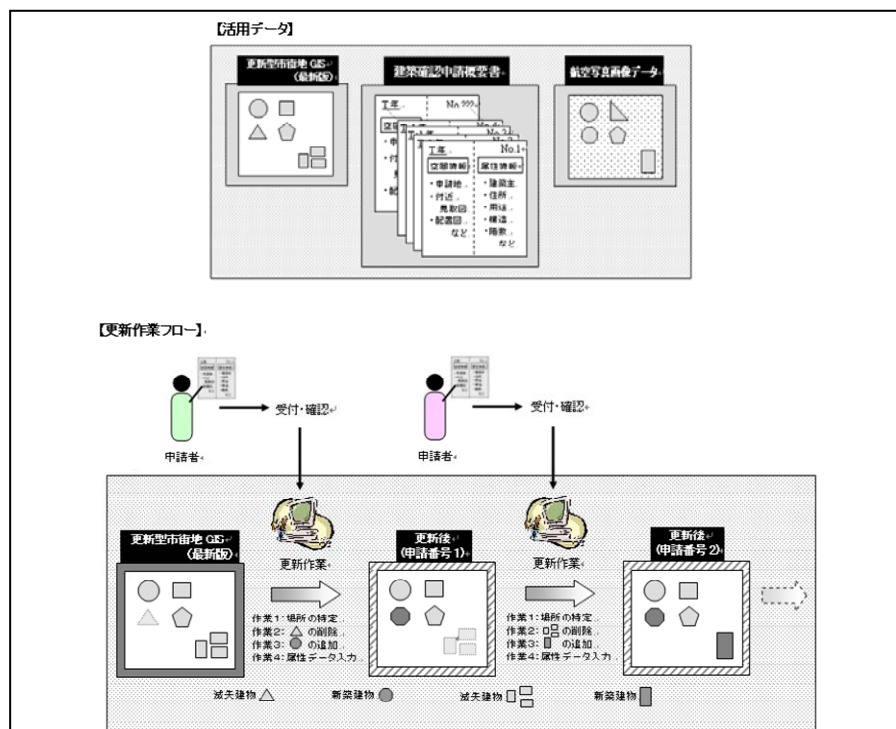 【活用データ】
更新型市街地 GIS
(最新版)
建築確認申請概要書
航空写真画像データ
工年
No.???
工年
No.1
空間情報
属性情報
・申請地
・付近
見取図
・配置図
など
・建築主
・住所
・用途
・構造
・階数
など
【更新作業フロー】
受付・確認
申請者
受付・確認
申請者
更新型市街地 GIS
(最新版)
更新作業
更新後
(申請番号1)
更新作業
更新後
(申請番号2)
作業1:場所の特定
作業2: の削除
作業3: の追加
作業4:属性データ入力
作業1:場所の特定
作業2: の削除
作業3: の追加
作業4:属性データ入力
滅失建物
新築建物
滅失建物
新築建物